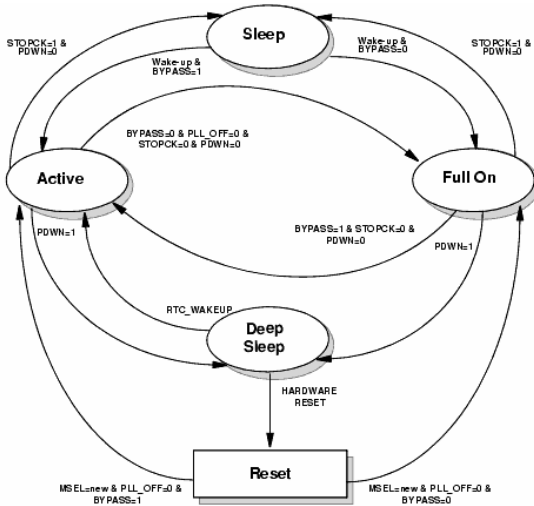 Sleep
STOPCK=1 &
PDWN=0
Wake-up &
BYPASS=1
Wake-up &
BYPASS=0
STOPCK=1 &
PDWN=0
BYPASS=0 & PLL_OFF=0 &
STOPCK=0 & PDWN=0
Active
Full On
PDWN=1
BYPASS=1 & STOPCK=0 &
PDWN=0
PDWN=1
RTC_WAKEUP
Deep
Sleep
HARDWARE
RESET
Reset
MSEL=new & PLL_OFF=0 &
BYPASS=1
MSEL=new & PLL_OFF=0 &
BYPASS=0